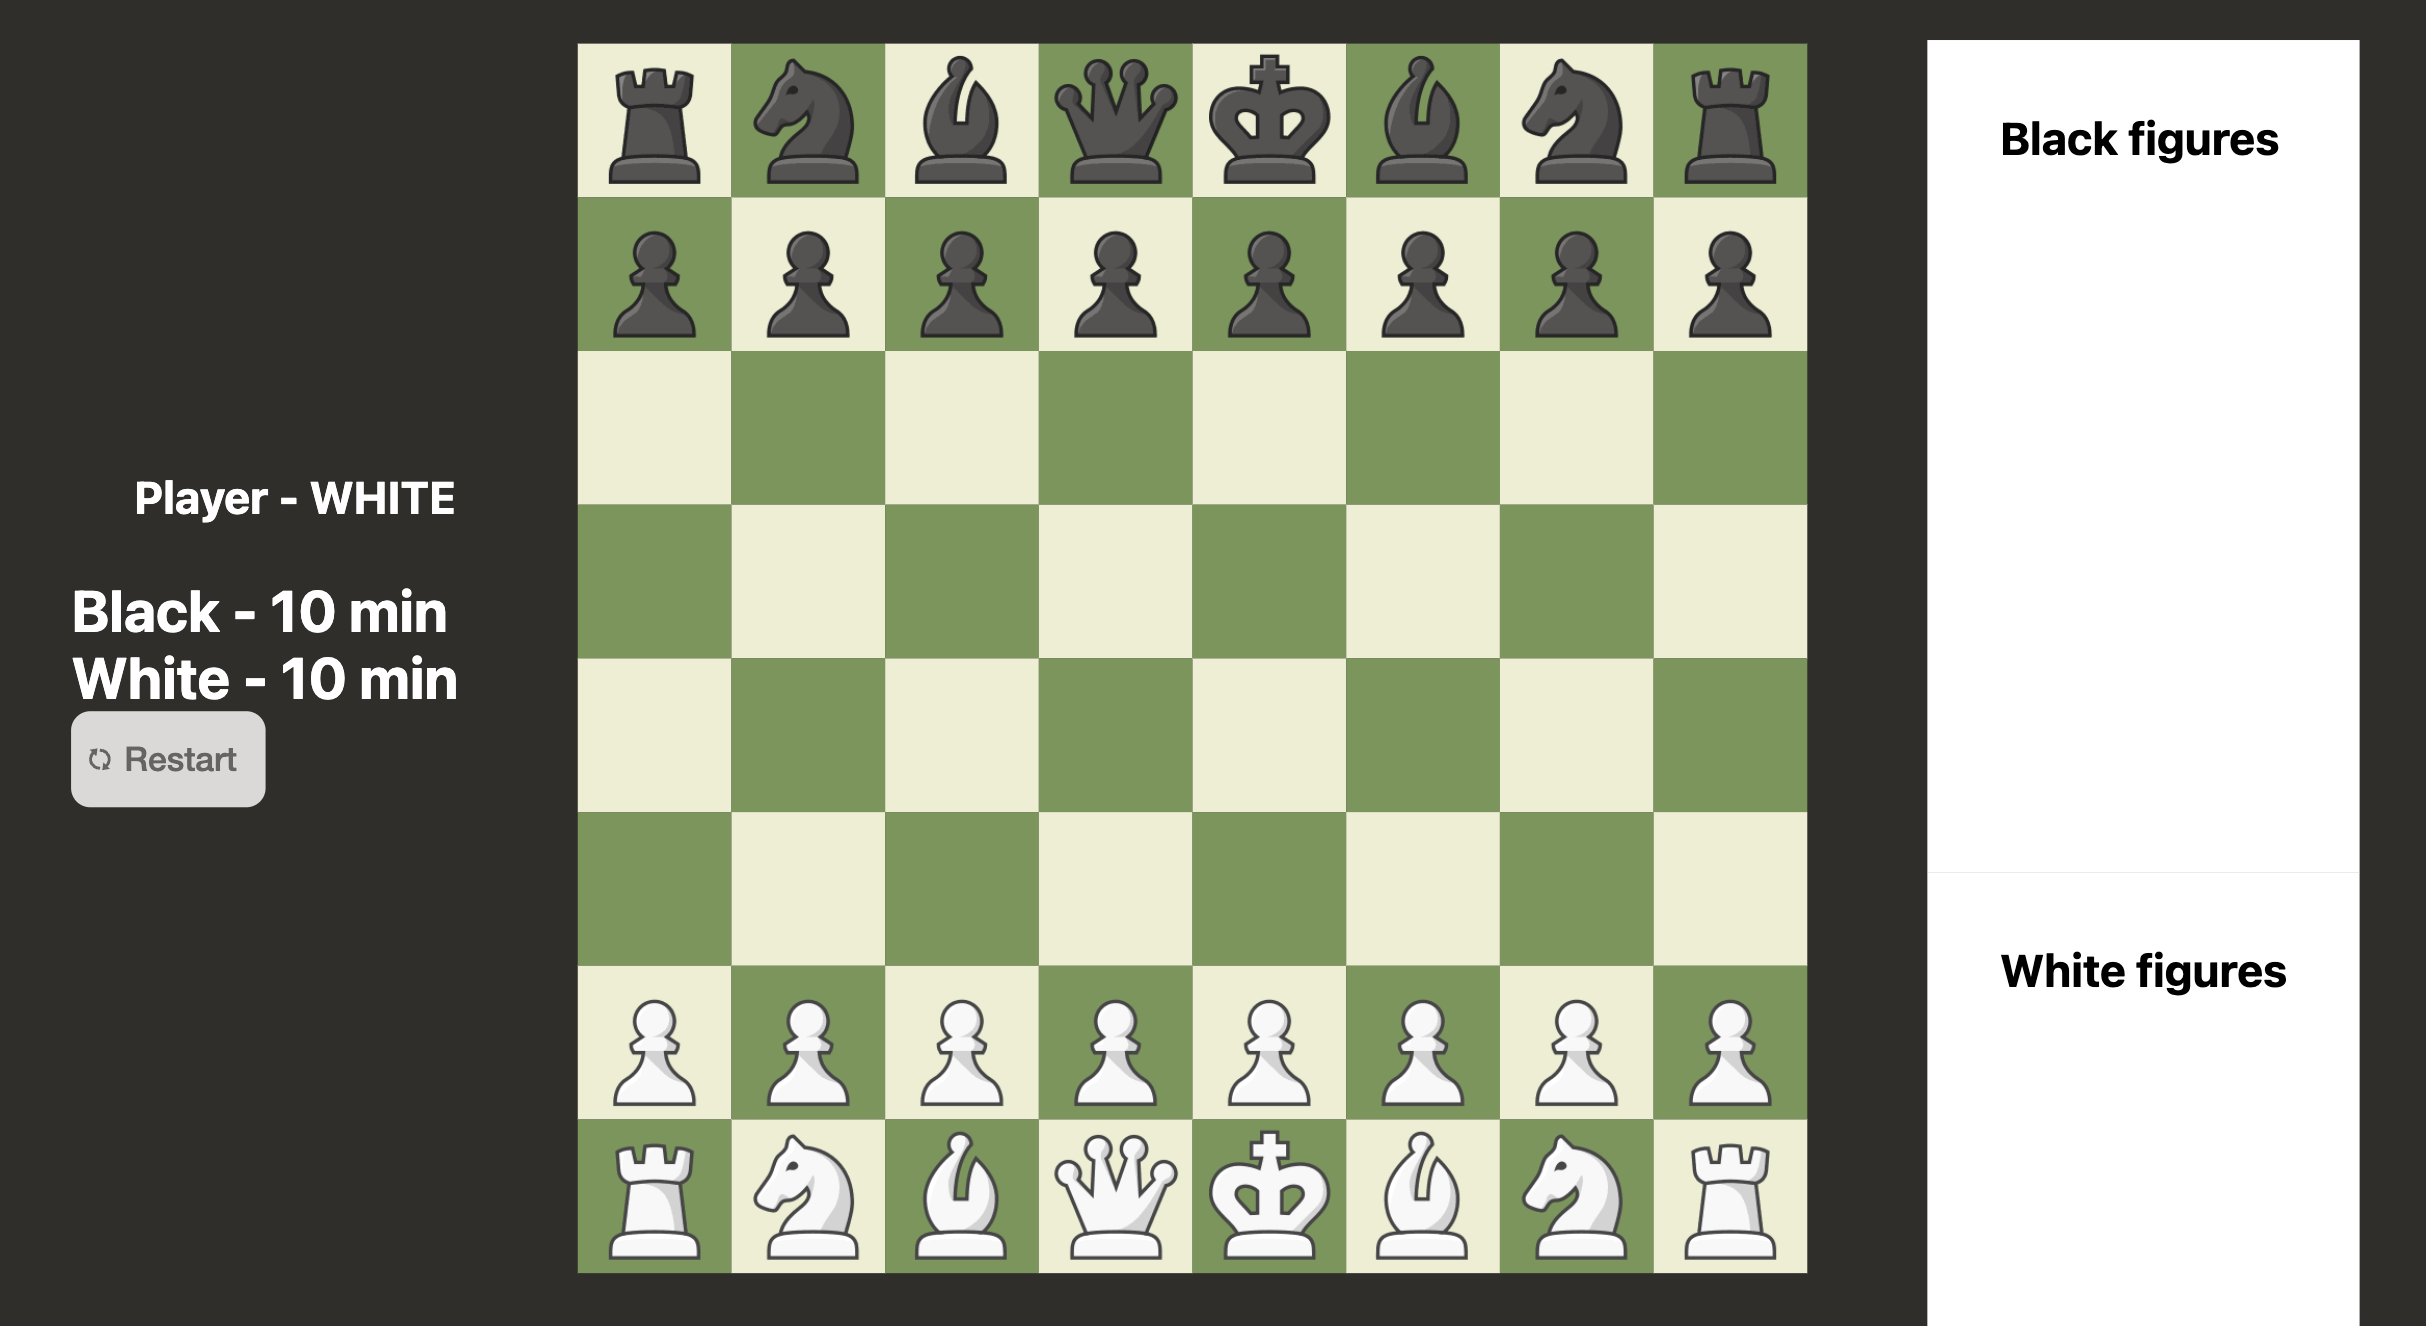 Player - WHITE
Black - 10 min
White - 10 min
Restart
Black figures
White figures